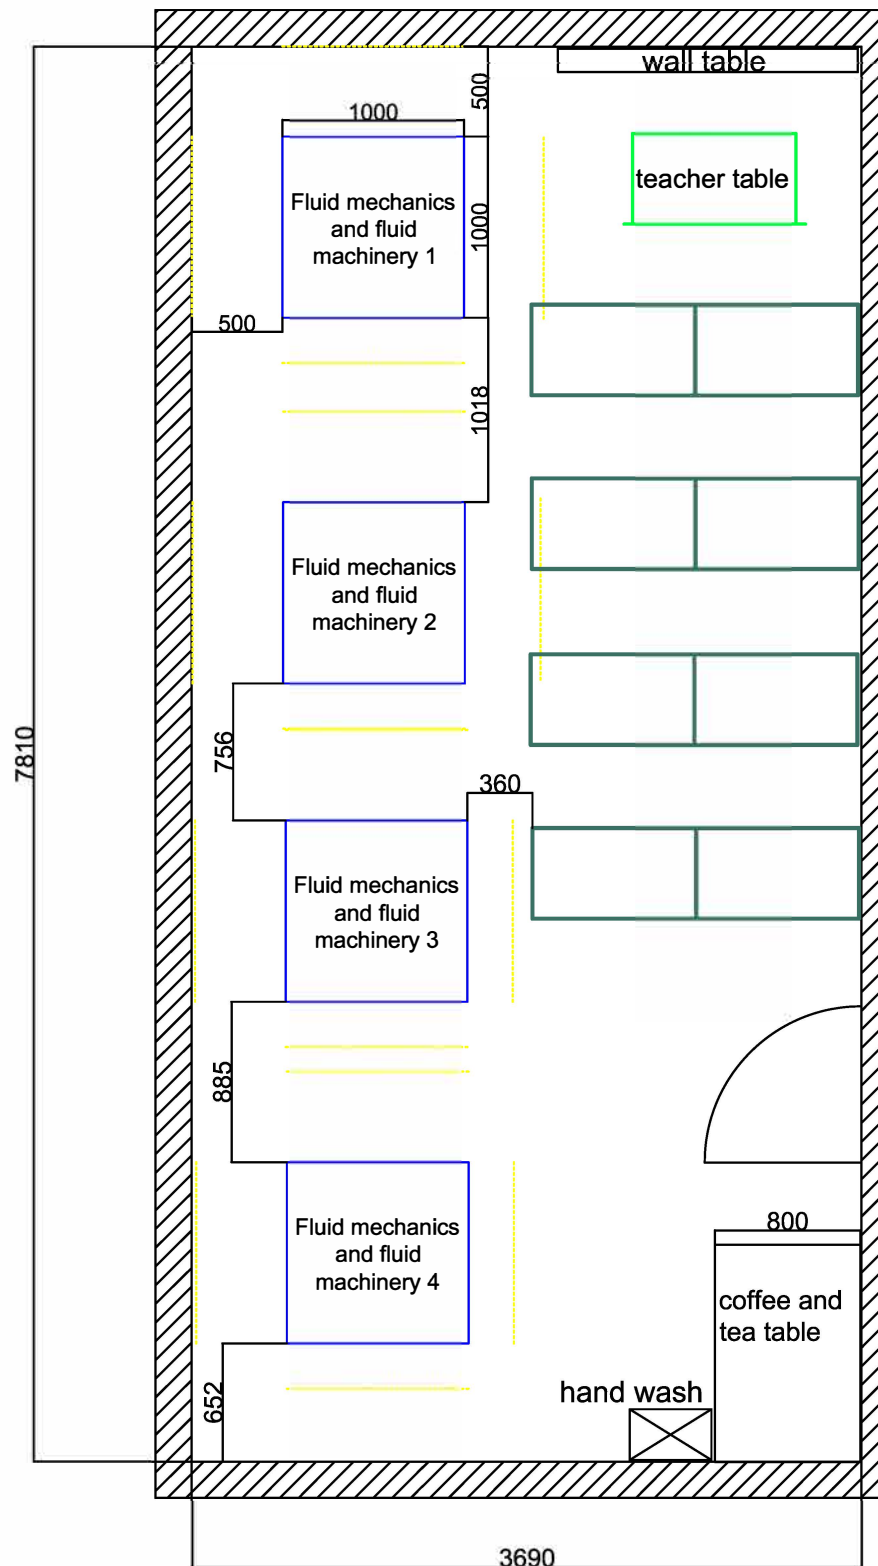 wall table
500
1000
teacher table
Fluid mechanics
and fluid
machinery 1
1000
500
1018
Fluid mechanics
and fluid
machinery 2
7810
756
360
Fluid mechanics
and fluid
machinery 3
885
800
Fluid mechanics
and fluid
machinery 4
coffee and
tea table
652
hand wash
3690